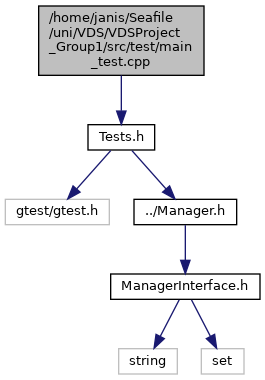 /home/janis/Seafile
/uni/VDS/VDSProject
_Group1/src/test/main
_test.cpp
Tests.h
gtest/gtest.h
../Manager.h
ManagerInterface.h
string
set